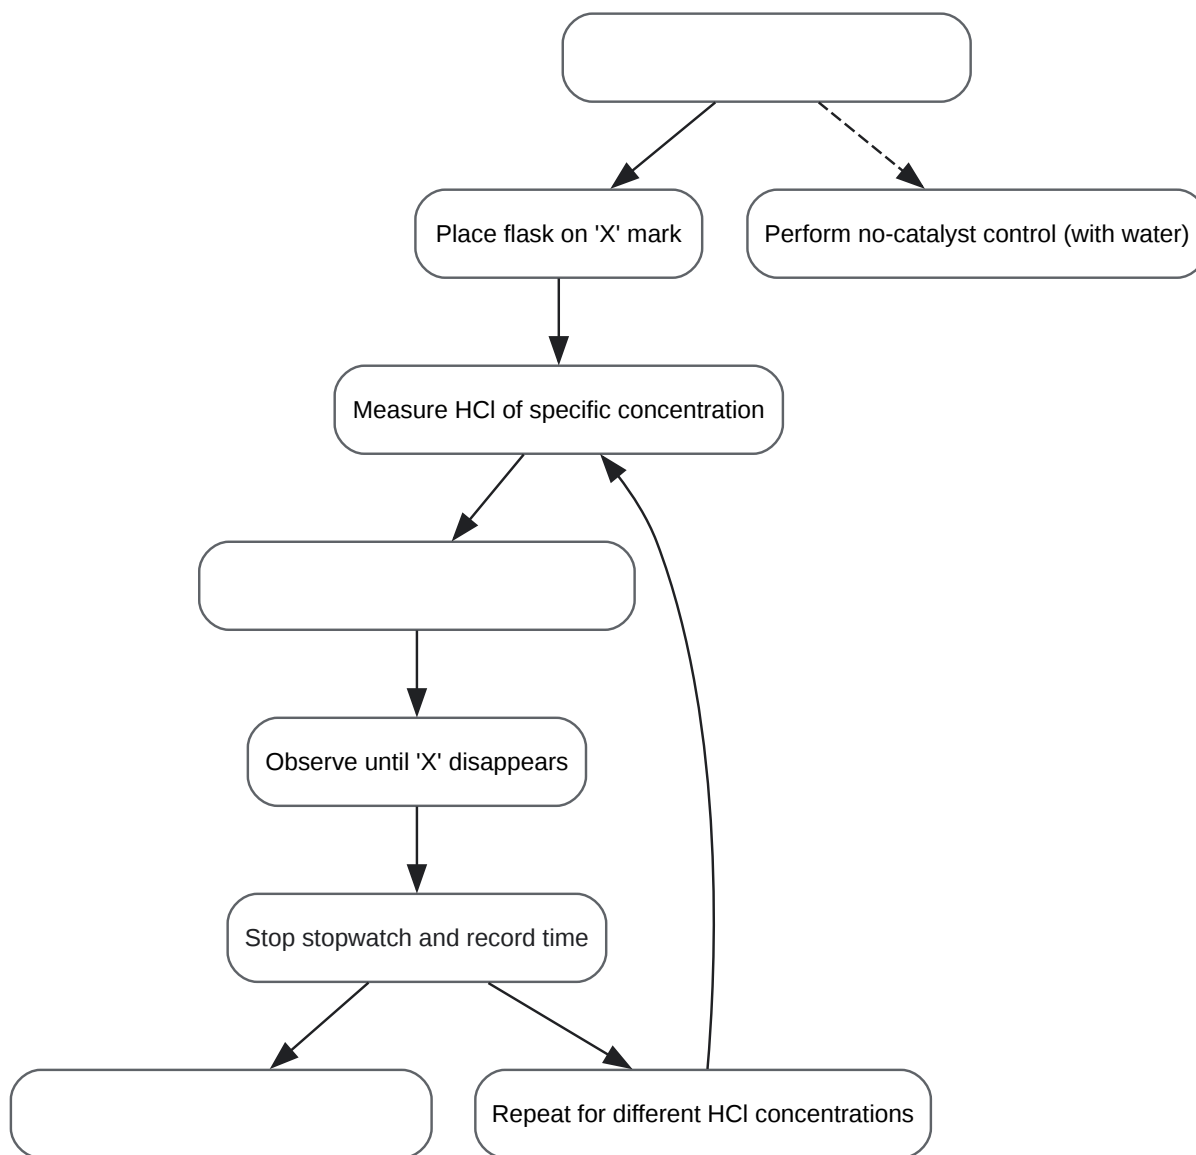 Place flask on 'X' mark
Perform no-catalyst control (with water)
Measure HCl of specific concentration
Observe until 'X' disappears
Stop stopwatch and record time
Repeat for different HCl concentrations